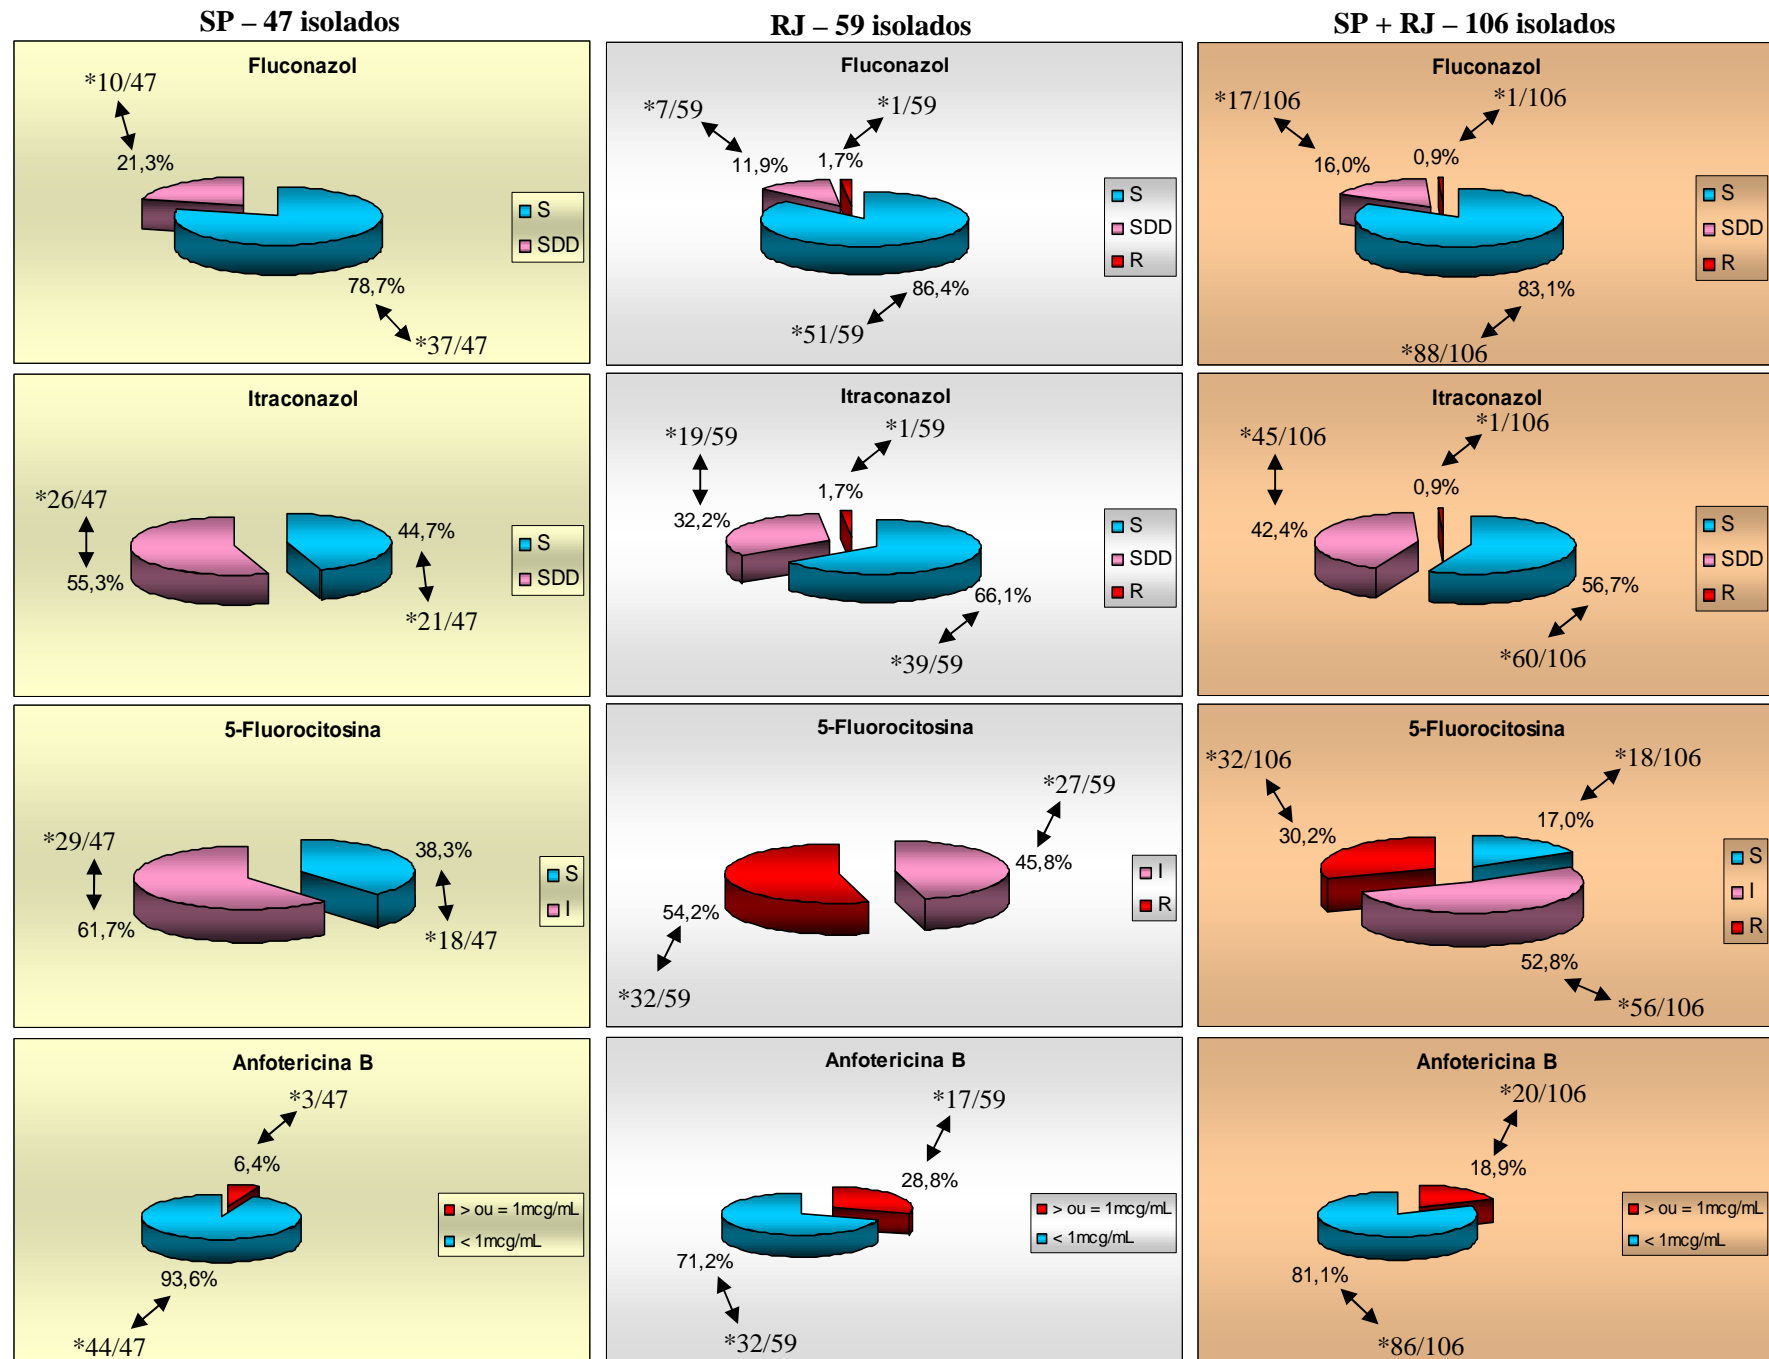 SP – 47 isolados
RJ – 59 isolados
SP + RJ – 106 isolados
Fluconazol
*10/47
21,3%
S
SDD
78,7%
*37/47
Fluconazol
*7/59
*1/59
11,9%
1,7%
S
SDD
R
86,4%
*51/59
Fluconazol
*17/106
*1/106
16,0%
0,9%
S
SDD
R
83,1%
*88/106
Itraconazol
*26/47
44,7%
S
SDD
55,3%
*21/47
Itraconazol
*19/59
*1/59
1,7%
32,2%
S
SDD
R
66,1%
*39/59
Itraconazol
*45/106
*1/106
0,9%
42,4%
S
SDD
R
56,7%
*60/106
5-Fluorocitosina
*29/47
38,3%
S
I
61,7%
*18/47
5-Fluorocitosina
*27/59
45,8%
I
R
54,2%
*32/59
5-Fluorocitosina
*32/106
*18/106
30,2%
17,0%
S
I
R
52,8%
*56/106
Anfotericina B
*3/47
6,4%
> ou = 1mcg/mL
< 1mcg/mL
93,6%
*44/47
Anfotericina B
*17/59
28,8%
> ou = 1mcg/mL
< 1mcg/mL
71,2%
*32/59
Anfotericina B
*20/106
18,9%
> ou = 1mcg/mL
< 1mcg/mL
81,1%
*86/106